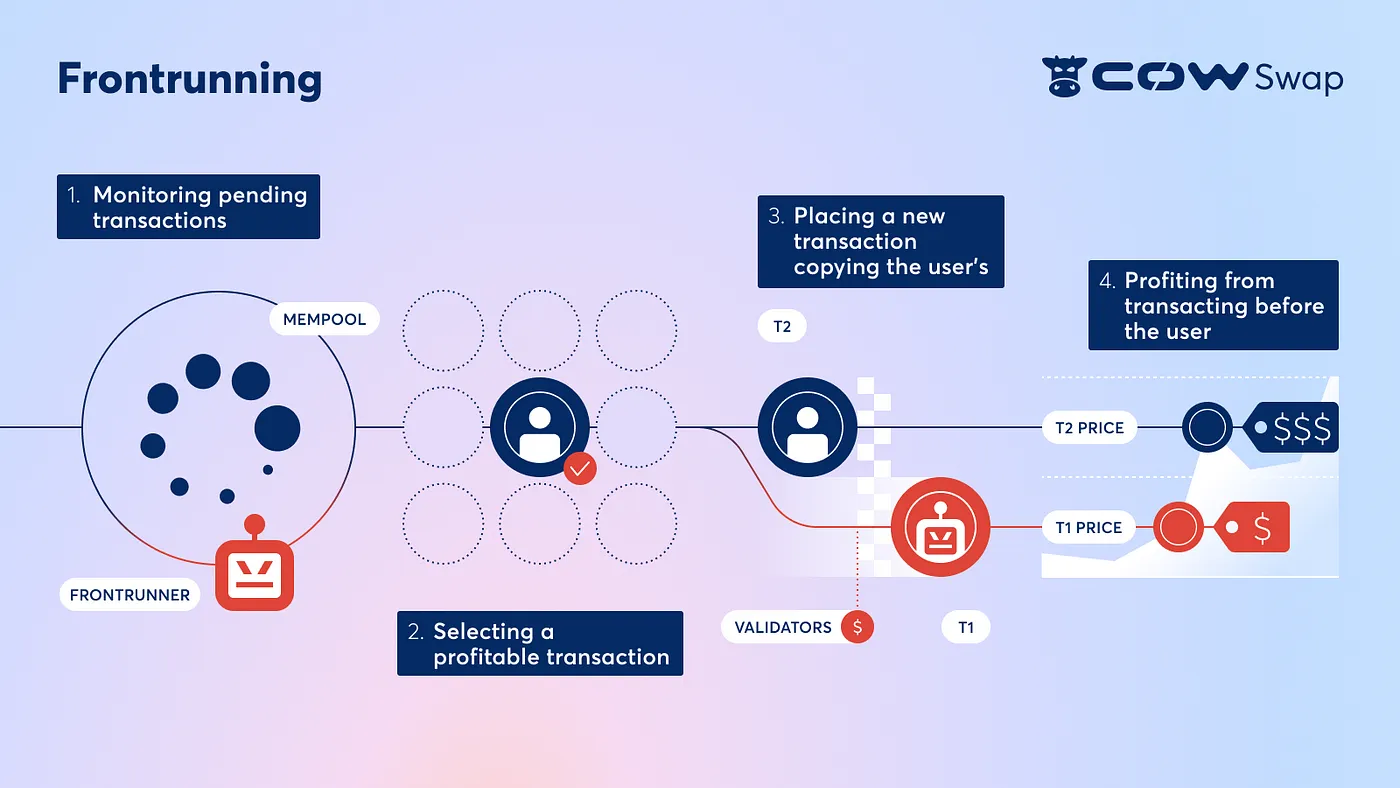 Frontrunning
COW Swap
1. Monitoring pending
transactions
MEMPOOL
FRONTRUNNER
2. Selecting a
profitable transaction
3. Placing a new
transaction
copying the user's
T2
VALIDATORS $
T1
4. Profiting from
transacting before
the user
T2 PRICE
$$$
T1 PRICE
$